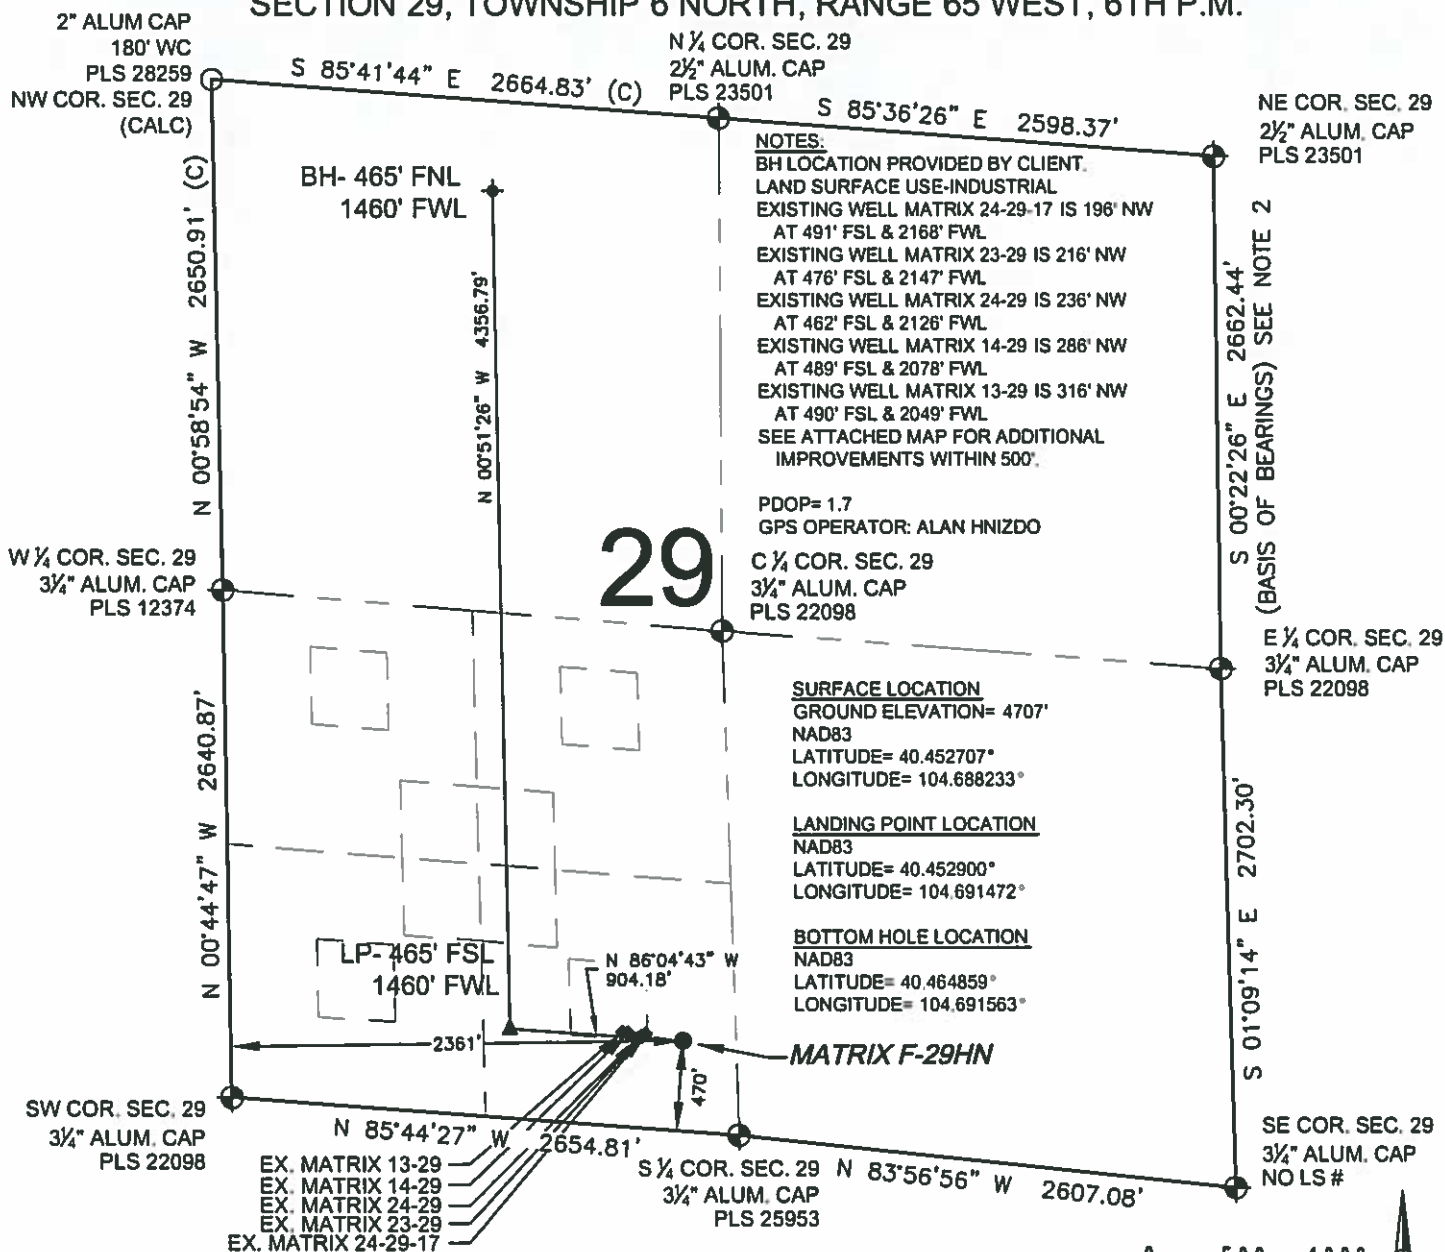 SECTION 29, TOWNSHIP 6 NORTH, RANGE 65 WEST, 6TH P.M.
2" ALUM CAP
180' WC
PLS 28259
NW COR. SEC. 29
(CALC)
S 85°41'44" E 2664.83' (C)
N ¼ COR. SEC. 29
2½" ALUM. CAP
PLS 23501
S 85°36'26" E 2598.37'
NE COR. SEC. 29
2½" ALUM. CAP
PLS 23501
N 00°58'54" W 2650.91' (C)
BH- 465' FNL
1460' FWL
N 00°51'26" W 4356.79'
NOTES:
BH LOCATION PROVIDED BY CLIENT.
LAND SURFACE USE-INDUSTRIAL
EXISTING WELL MATRIX 24-29-17 IS 196' NW
AT 491' FSL & 2168' FWL
EXISTING WELL MATRIX 23-29 IS 216' NW
AT 476' FSL & 2147' FWL
EXISTING WELL MATRIX 24-29 IS 236' NW
AT 462' FSL & 2126' FWL
EXISTING WELL MATRIX 14-29 IS 286' NW
AT 489' FSL & 2078' FWL
EXISTING WELL MATRIX 13-29 IS 316' NW
AT 490' FSL & 2049' FWL
SEE ATTACHED MAP FOR ADDITIONAL
IMPROVEMENTS WITHIN 500'.
PDOP= 1.7
GPS OPERATOR: ALAN HNIZDO
S 00°22'26" E 2662.44'
(BASIS OF BEARINGS) SEE NOTE 2
W ¼ COR. SEC. 29
3¼" ALUM. CAP
PLS 12374
29
C ¼ COR. SEC. 29
3¼" ALUM. CAP
PLS 22098
E ¼ COR. SEC. 29
3¼" ALUM. CAP
PLS 22098
N 00°44'47" W 2640.87'
SURFACE LOCATION
GROUND ELEVATION= 4707'
NAD83
LATITUDE= 40.452707°
LONGITUDE= 104.688233°
LANDING POINT LOCATION
NAD83
LATITUDE= 40.452900°
LONGITUDE= 104.691472°
BOTTOM HOLE LOCATION
NAD83
LATITUDE= 40.464859°
LONGITUDE= 104.691563°
S 01°09'14" E 2702.30'
LP- 465' FSL
1460' FWL
N 86°04'43" W
904.18'
2361'
470'
MATRIX F-29HN
SW COR. SEC. 29
3¼" ALUM. CAP
PLS 22098
N 85°44'27" W 2654.81'
EX. MATRIX 13-29
EX. MATRIX 14-29
EX. MATRIX 24-29
EX. MATRIX 23-29
EX. MATRIX 24-29-17
S ¼ COR. SEC. 29
3¼" ALUM. CAP
PLS 25953
N 83°56'56" W 2607.08'
SE COR. SEC. 29
3¼" ALUM. CAP
NO LS #